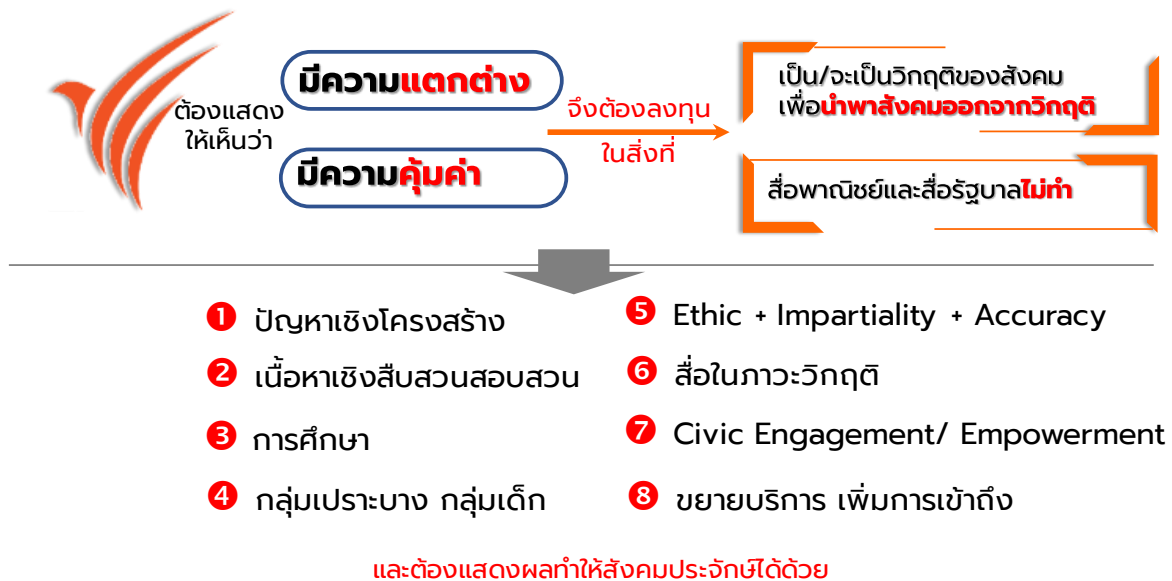 ต้องแสดง
ให้เห็นว่า
มีความแตกต่าง
มีความคุ้มค่า
จึงต้องลงทุน
ในสิ่งที่
เป็น/จะเป็นวิกฤติของสังคม
เพื่อนำพาสังคมออกจากวิกฤติ
สื่อพาณิชย์และสื่อรัฐบาลไม่ทำ
1 ปัญหาเชิงโครงสร้าง
2 เนื้อหาเชิงสืบสวนสอบสวน
3 การศึกษา
4 กลุ่มเปราะบาง กลุ่มเด็ก
5 Ethic + Impartiality + Accuracy
6 สื่อในภาวะวิกฤติ
7 Civic Engagement/ Empowerment
8 ขยายบริการ เพิ่มการเข้าถึง
และต้องแสดงผลทำให้สังคมประจักษ์ได้ด้วย